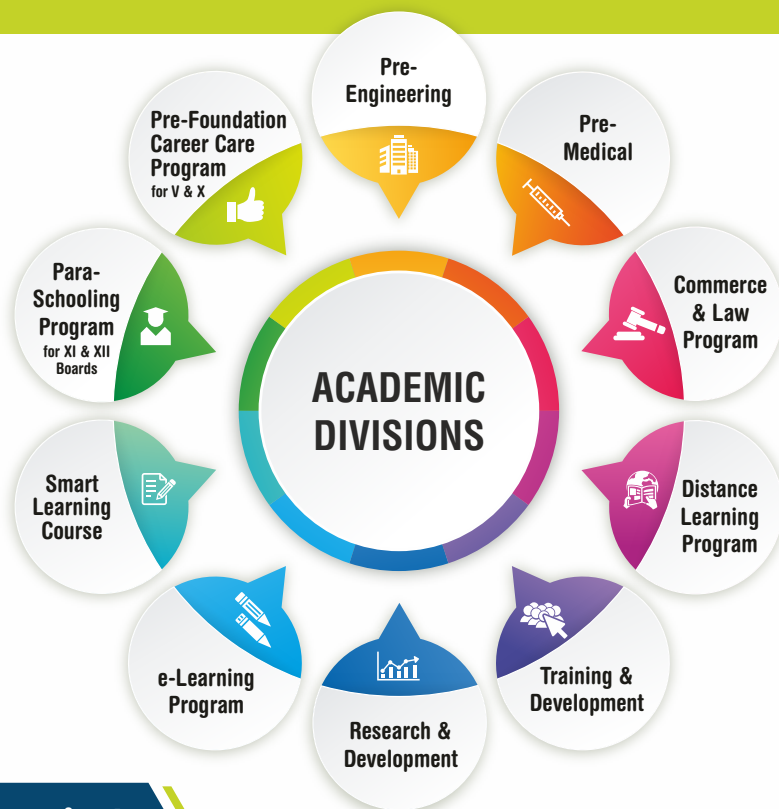 ACADEMIC
DIVISIONS
Pre-
Engineering
Pre-
Medical
Commerce
& Law
Program
Distance
Learning
Program
Training &
Development
Research &
Development
e-Learning
Program
Smart
Learning
Course
Para-
Schooling
Program
for XI & XII
Boards
Pre-Foundation
Career Care
Program
for V & X